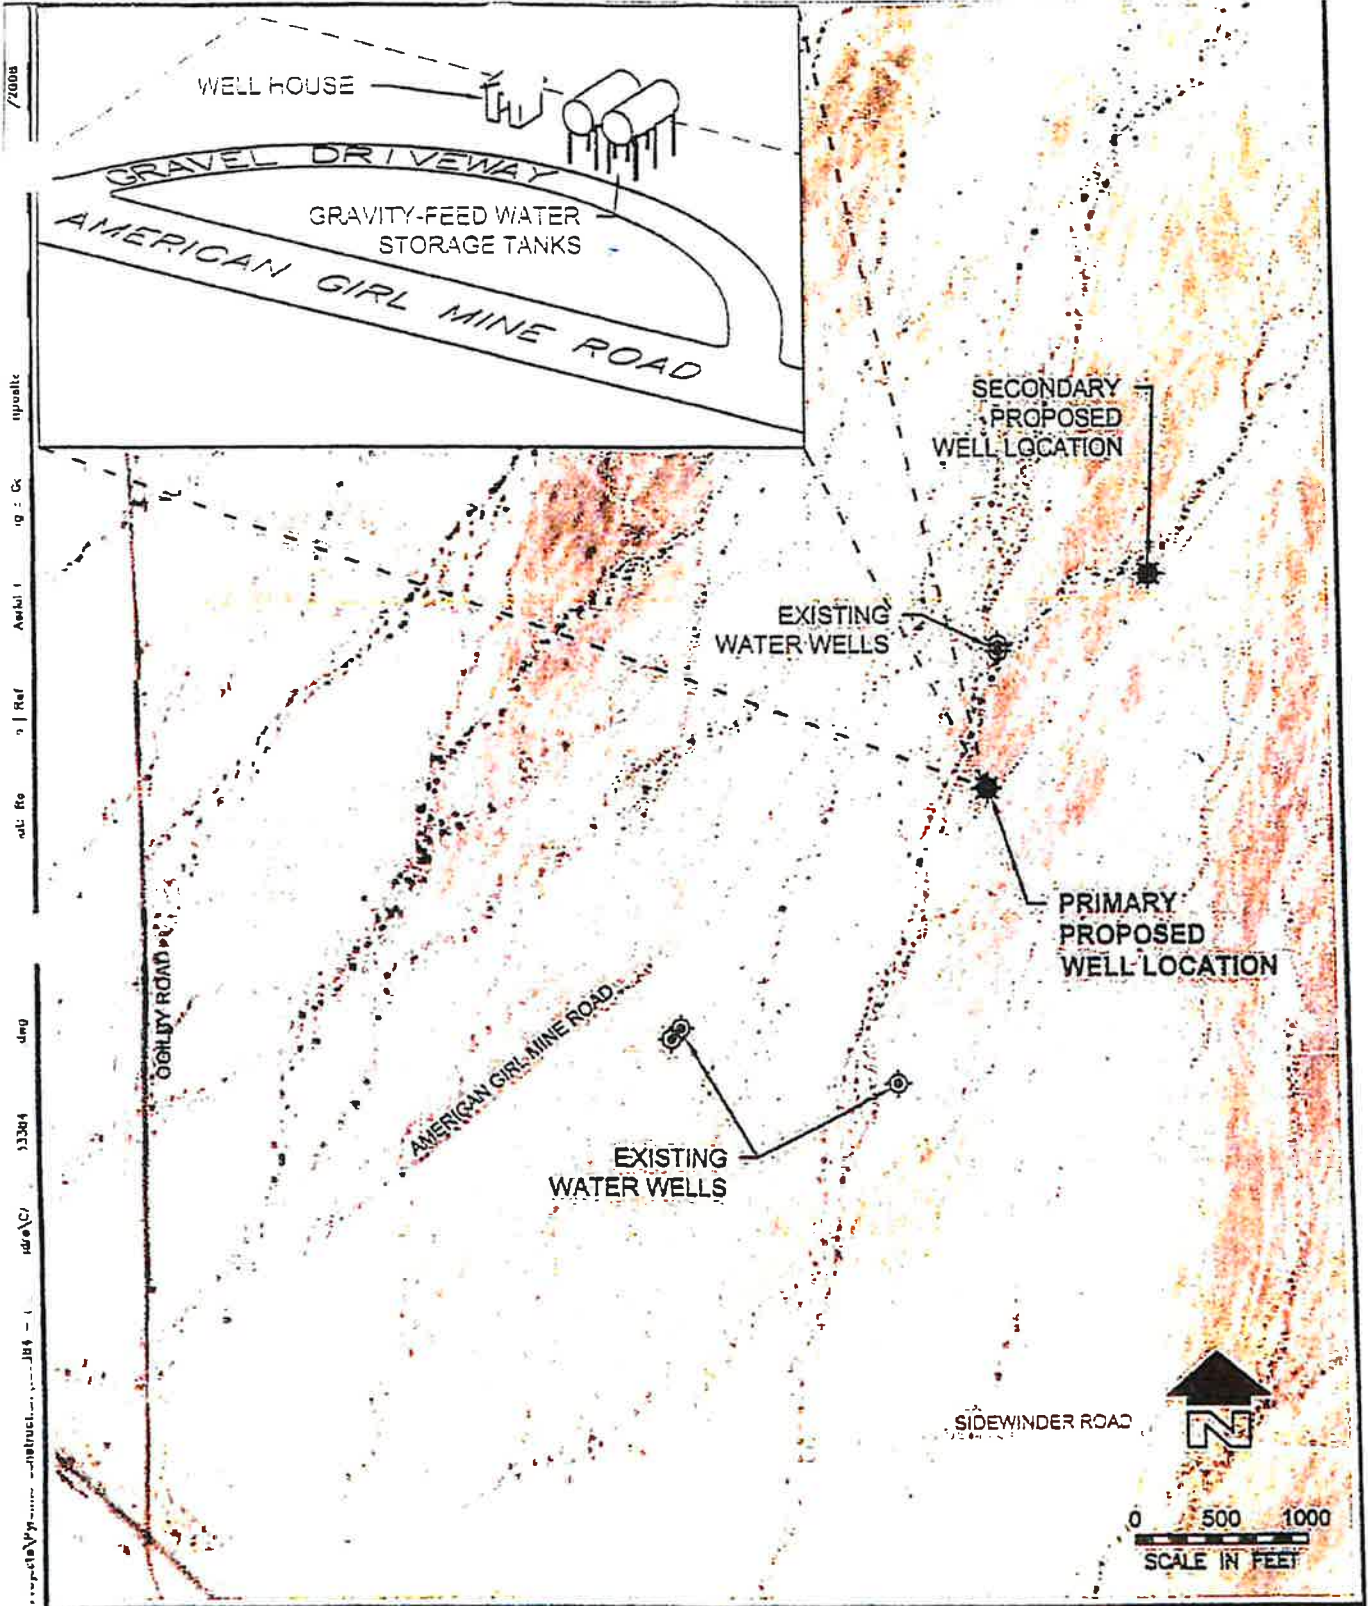 /2008
WELL HOUSE
GRAVEL DRIVEWAY
GRAVITY-FEED WATER
STORAGE TANKS
AMERICAN GIRL MINE ROAD
SECONDARY
PROPOSED
WELL LOCATION
EXISTING
WATER WELLS
PRIMARY
PROPOSED
WELL LOCATION
OGILBY ROAD
AMERICAN GIRL MINE ROAD
EXISTING
WATER WELLS
SIDEWINDER ROAD
N
0 500 1000
SCALE IN FEET
dwg